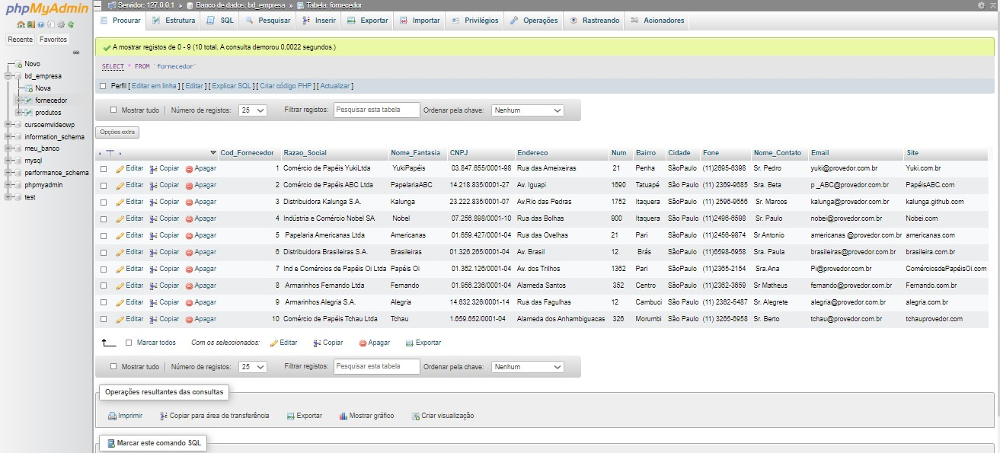 phpMyAdmin
Recente Favoritos
Novo
bd_empresa
Nova
fornecedor
produtos
cursoemvideowp
information_schema
meu_banco
mysql
performance_schema
phpmyadmin
test
Servidor: 127.0.0.1 » Banco de dados: bd_empresa » Tabela: fornecedor
Procurar Estrutura SQL Pesquisar Inserir Exportar Importar Privilégios Operações Rastreando Acionadores
A mostrar registos de 0 - 9 (10 total, A consulta demorou 0,0022 segundos.)
SELECT * FROM `fornecedor`
Perfil [ Editar em linha ] [ Editar ] [ Explicar SQL ] [ Criar código PHP ] [ Actualizar ]
Mostrar tudo Número de registos: 25 Filtrar registos: Pesquisar esta tabela Ordenar pela chave: Nenhum
Opções extra
Cod_Fornecedor Razao_Social Nome_Fantasia CNPJ Endereco Num Bairro Cidade Fone Nome_Contato Email Site
Editar Copiar Apagar 1 Comércio de Papéis YukiLtda YukiPapéis 03.847.655/0001-98 Rua das Ameixeiras 21 Penha SãoPaulo (11)2695-6398 Sr. Pedro yuki@provedor.com.br Yuki.com.br
Editar Copiar Apagar 2 Comércio de Papéis ABC Ltda PapelariaABC 14.218.835/0001-27 Av. Iguapi 1690 Tatuapé São Paulo (11) 2369-9685 Sra. Beta p _ABC@provedor.com.br PapéisABC.com
Editar Copiar Apagar 3 Distribuidora Kalunga S.A. Kalunga 23.222.835/0001-07 Av.Rio das Pedras 1752 Itaquera SãoPaulo (11) 2596-9656 Sr. Marcos kalunga@provedor.com.br kalunga.github.com
Editar Copiar Apagar 4 Indústria e Comércio Nobel SA Nobel 07.256.898/0001-10 Rua das Bolhas 900 Itaquera São Paulo (11)2496-6598 Sr. Paulo nobei@provedor.com.br Nobei.com
Editar Copiar Apagar 5 Papelaria Americanas Ltda Americanas 01.659.427/0001-04 Rua das Ovelhas 21 Pari SãoPaulo (11)2456-9874 Sr Antonio americanas @provedor.com.br americanas.com
Editar Copiar Apagar 6 Distribuidora Brasileiras S.A. Brasileiras 01.326.265/0001-04 Av. Brasil 12 Brás SãoPaulo (11)6598-6958 Sra. Paula brasileiras@provedor.com.br brasileira.com.br
Editar Copiar Apagar 7 Ind e Comércios de Papéis Oi Ltda Papéis Oi 01.362.126/0001-04 Av. dos Trilhos 1362 Pari SãoPaulo (11)2365-2154 Sra.Ana Pi@provedor.com.br ComérciosdePapéisOi.com
Editar Copiar Apagar 8 Armarinhos Fernando Ltda Fernando 01.956.236/0001-04 Alameda Santos 352 Centro SãoPaulo (11)2362-3659 Sr Matheus fernando@provedor.com.br Fernando.com.br
Editar Copiar Apagar 9 Armarinhos Alegria S.A. Alegria 14.632.326/0001-14 Rua das Fagulhas 12 Cambuci São Paulo (11) 2362-5487 Sr. Alegrete alegria@provedor.com.br alegria.com.br
Editar Copiar Apagar 10 Comércio de Papéis Tchau Ltda Tchau 1.659.652/0001-04 Alameda dos Anhambiguacas 326 Morumbi São Paulo (11) 3265-6958 Sr. Berto tchau@provedor.com.br tchauprovedor.com
Marcar todos Com os seleccionados: Editar Copiar Apagar Exportar
Mostrar tudo Número de registos: 25 Filtrar registos: Pesquisar esta tabela Ordenar pela chave: Nenhum
Operações resultantes das consultas
Imprimir Copiar para área de transferência Exportar Mostrar gráfico Criar visualização
Marcar este comando SQL